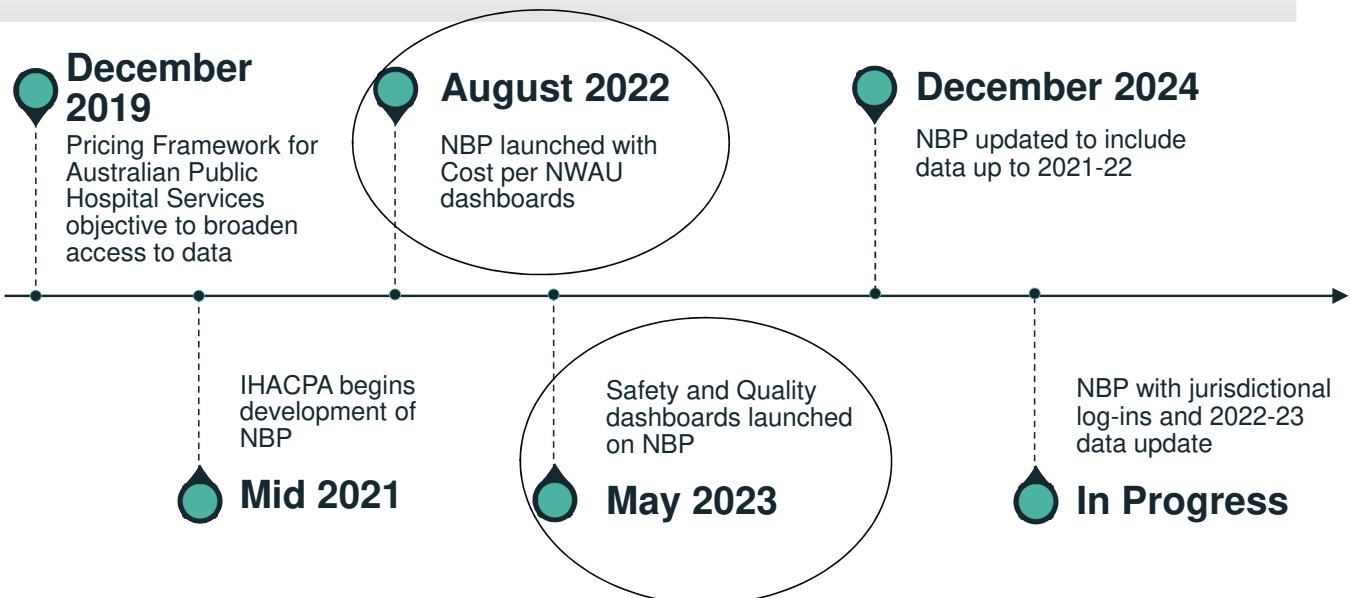 December
2019
Pricing Framework for
Australian Public
Hospital Services
objective to broaden
access to data
August 2022
NBP launched with
Cost per NWAU
dashboards
December 2024
NBP updated to include
data up to 2021-22
IHACPA begins
development of
NBP
Mid 2021
Safety and Quality
dashboards launched
on NBP
May 2023
NBP with jurisdictional
log-ins and 2022-23
data update
In Progress